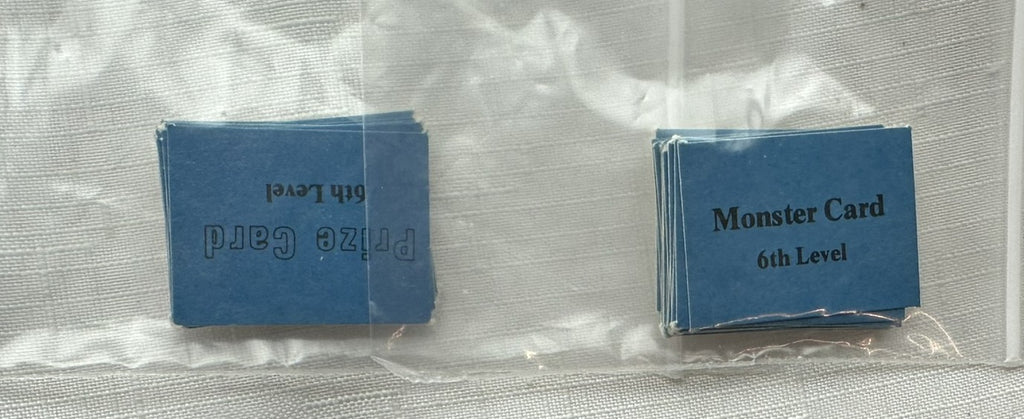 Prize Card
6th Level
Monster Card
6th Level